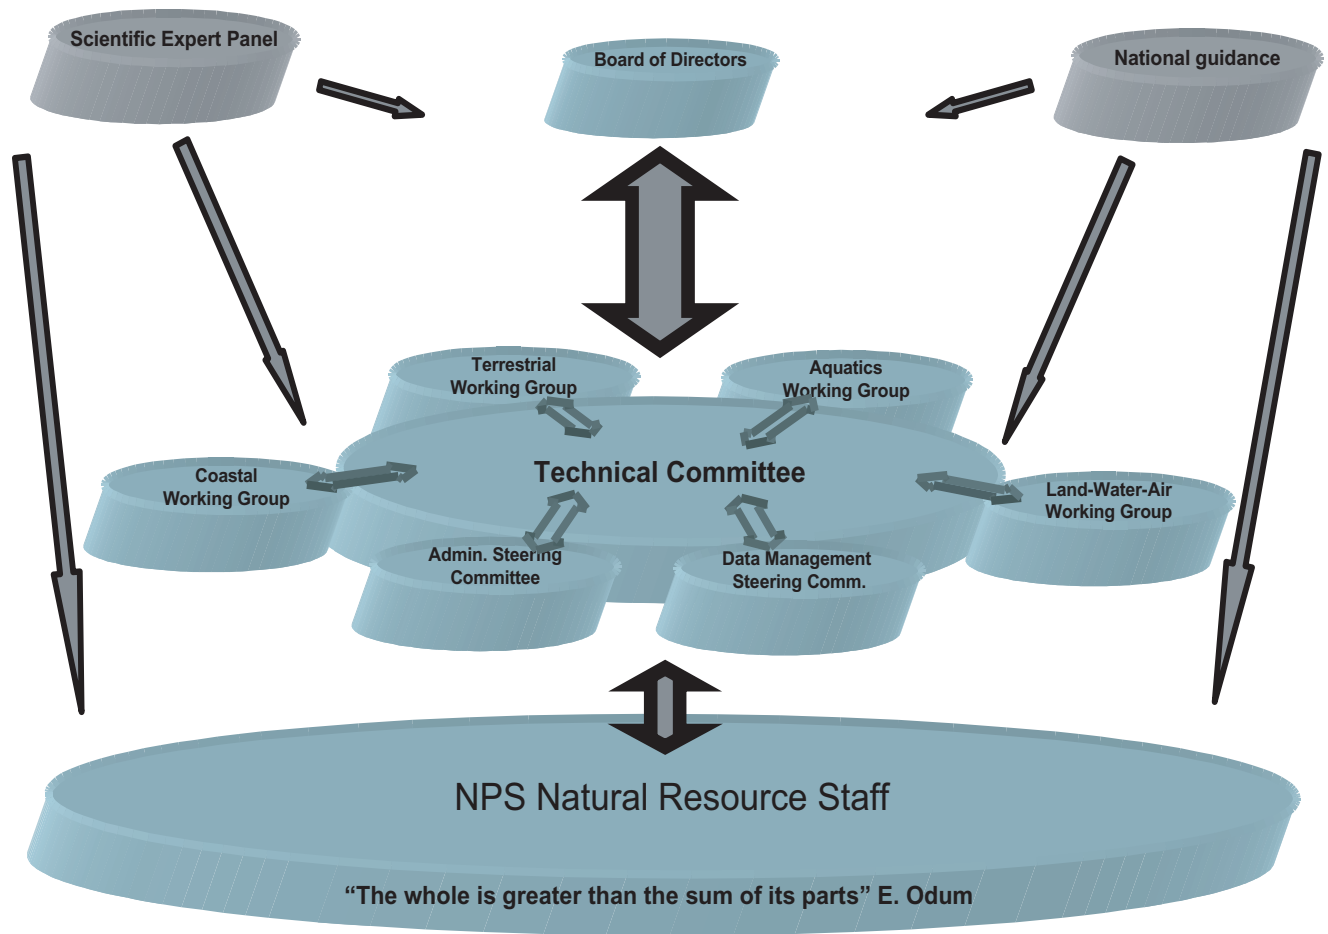 Scientific Expert Panel
Board of Directors
National guidance
Terrestrial
Working Group
Aquatics
Working Group
Technical Committee
Coastal
Working Group
Land-Water-Air
Working Group
Admin. Steering
Committee
Data Management
Steering Comm.
NPS Natural Resource Staff
“The whole is greater than the sum of its parts” E. Odum